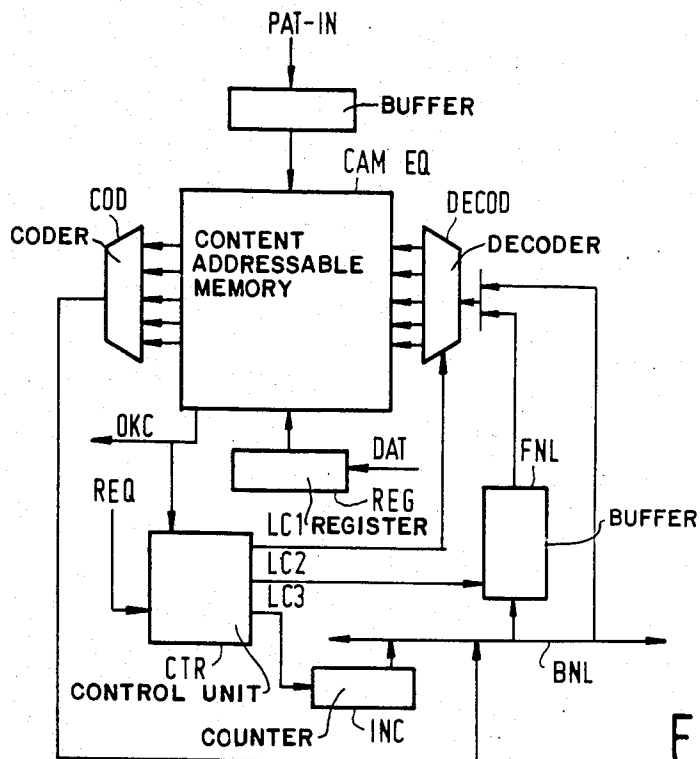 PAT-IN
BUFFER
CAM EQ
COD
DECOD
CODER
CONTENT
ADDRESSABLE
MEMORY
DECODER
OKC
DAT
FNL
REQ
REG
LC1
REGISTER
BUFFER
LC2
LC3
CTR
BNL
CONTROL UNIT
COUNTER
INC
F